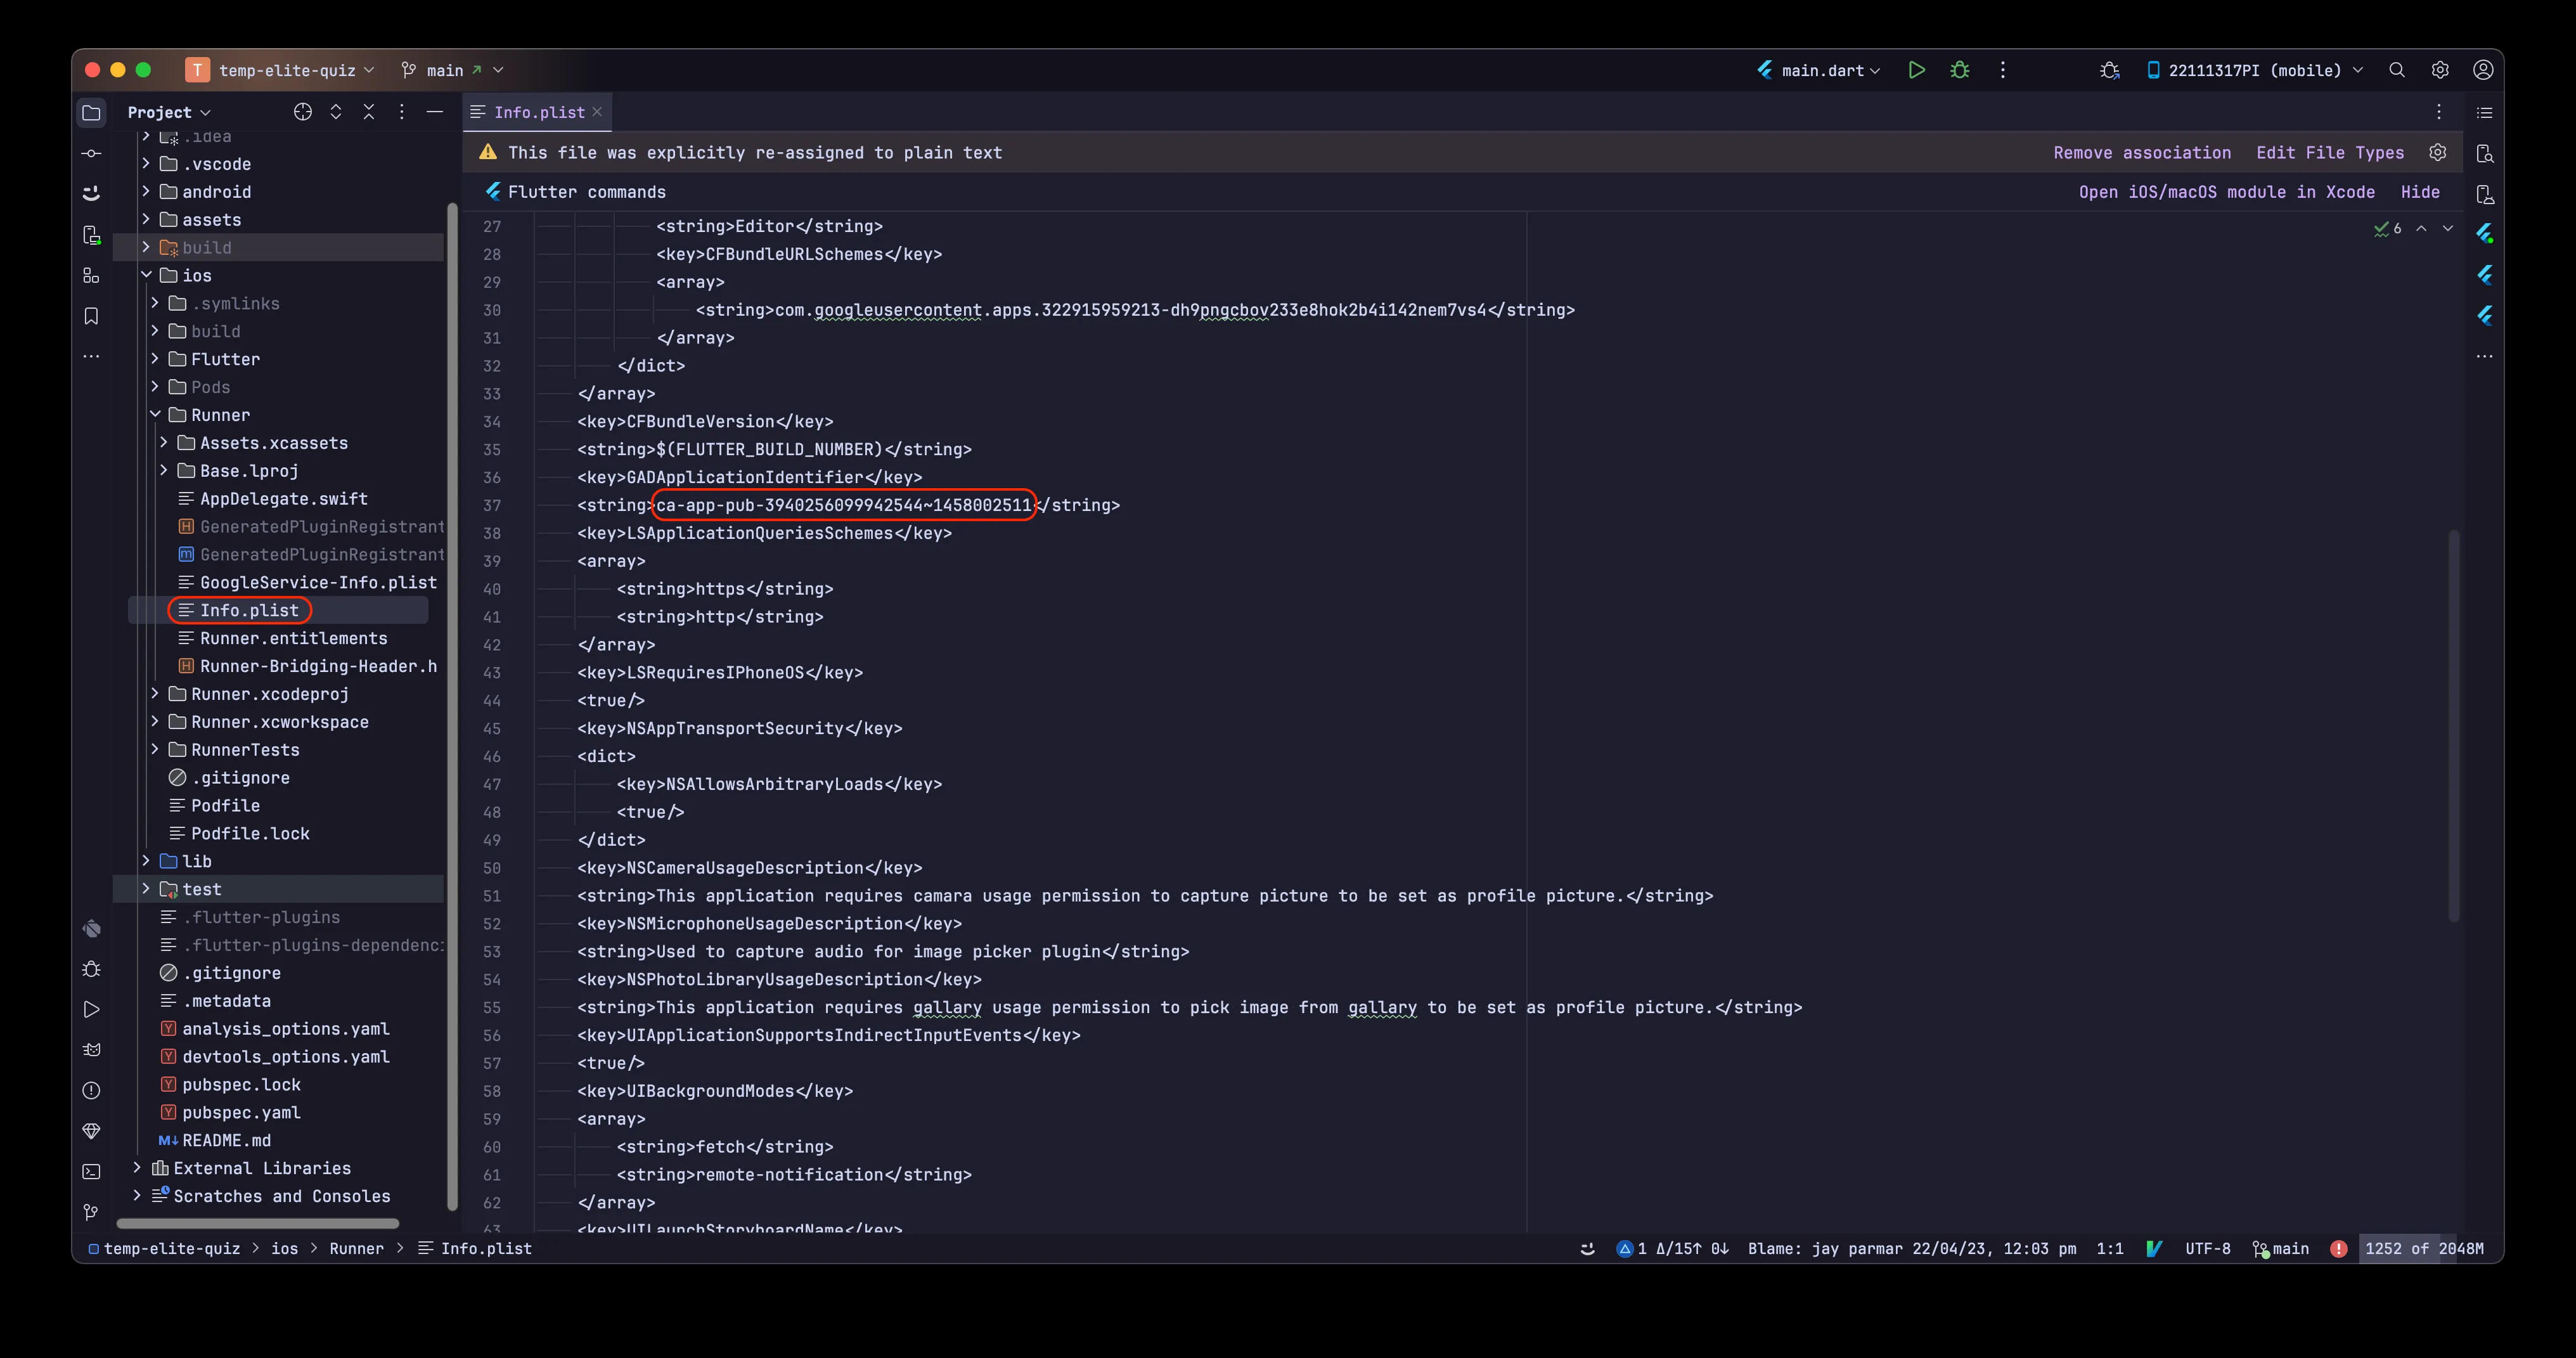 T temp-elite-quiz main main.dart 22111317PI (mobile)
Project
Info.plist
This file was explicitly re-assigned to plain text Remove association Edit File Types
Flutter commands Open iOS/macOS module in Xcode Hide
.idea
.vscode
android
assets
build
ios
.symlinks
build
Flutter
Pods
Runner
Assets.xcassets
Base.lproj
AppDelegate.swift
GeneratedPluginRegistrant
GeneratedPluginRegistrant
GoogleService-Info.plist
Info.plist
Runner.entitlements
Runner-Bridging-Header.h
Runner.xcodeproj
Runner.xcworkspace
RunnerTests
.gitignore
Podfile
Podfile.lock
lib
test
.flutter-plugins
.flutter-plugins-dependenc
.gitignore
.metadata
analysis_options.yaml
devtools_options.yaml
pubspec.lock
pubspec.yaml
README.md
External Libraries
Scratches and Consoles
6
27 <string>Editor</string>
28 <key>CFBundleURLSchemes</key>
29 <array>
30 <string>com.googleusercontent.apps.322915959213-dh9pngcbov233e8hok2b4i142nem7vs4</string>
31 </array>
32 </dict>
33 </array>
34 <key>CFBundleVersion</key>
35 <string>$(FLUTTER_BUILD_NUMBER)</string>
36 <key>GADApplicationIdentifier</key>
37 <string>ca-app-pub-3940256099942544~1458002511</string>
38 <key>LSApplicationQueriesSchemes</key>
39 <array>
40 <string>https</string>
41 <string>http</string>
42 </array>
43 <key>LSRequiresIPhoneOS</key>
44 <true/>
45 <key>NSAppTransportSecurity</key>
46 <dict>
47 <key>NSAllowsArbitraryLoads</key>
48 <true/>
49 </dict>
50 <key>NSCameraUsageDescription</key>
51 <string>This application requires camara usage permission to capture picture to be set as profile picture.</string>
52 <key>NSMicrophoneUsageDescription</key>
53 <string>Used to capture audio for image picker plugin</string>
54 <key>NSPhotoLibraryUsageDescription</key>
55 <string>This application requires gallary usage permission to pick image from gallary to be set as profile picture.</string>
56 <key>UIApplicationSupportsIndirectInputEvents</key>
57 <true/>
58 <key>UIBackgroundModes</key>
59 <array>
60 <string>fetch</string>
61 <string>remote-notification</string>
62 </array>
63 <key>UILaunchStoryboardName</key>
temp-elite-quiz > ios > Runner > Info.plist 1 Δ/15↑ 0↓ Blame: jay parmar 22/04/23, 12:03 pm 1:1 UTF-8 main 1252 of 2048M